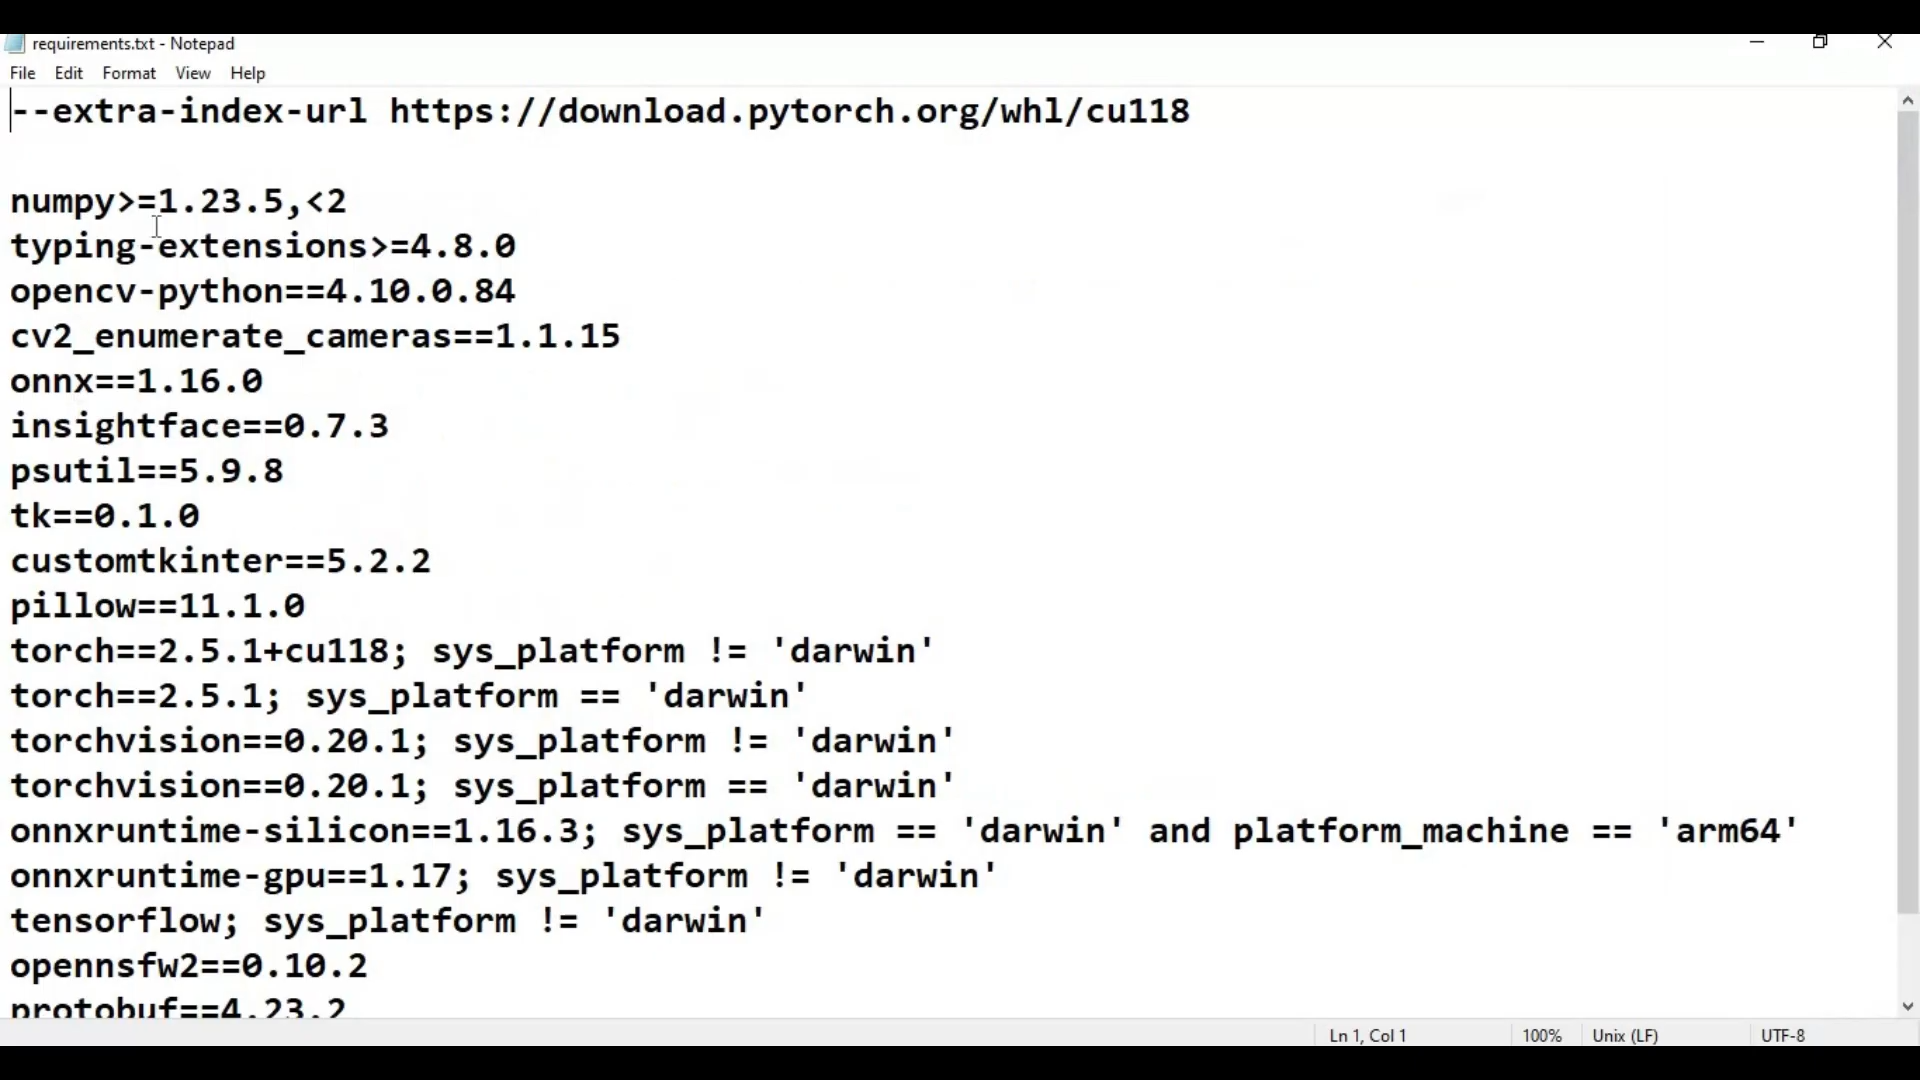 requirements.txt - Notepad
File Edit Format View Help
--extra-index-url https://download.pytorch.org/whl/cu118
numpy>=1.23.5,<2
typing-extensions>=4.8.0
opencv-python==4.10.0.84
cv2_enumerate_cameras==1.1.15
onnx==1.16.0
insightface==0.7.3
psutil==5.9.8
tk==0.1.0
customtkinter==5.2.2
pillow==11.1.0
torch==2.5.1+cu118; sys_platform != 'darwin'
torch==2.5.1; sys_platform == 'darwin'
torchvision==0.20.1; sys_platform != 'darwin'
torchvision==0.20.1; sys_platform == 'darwin'
onnxruntime-silicon==1.16.3; sys_platform == 'darwin' and platform_machine == 'arm64'
onnxruntime-gpu==1.17; sys_platform != 'darwin'
tensorflow; sys_platform != 'darwin'
opennsfw2==0.10.2
protobuf==4.23.2
Ln 1, Col 1 100% Unix (LF) UTF-8